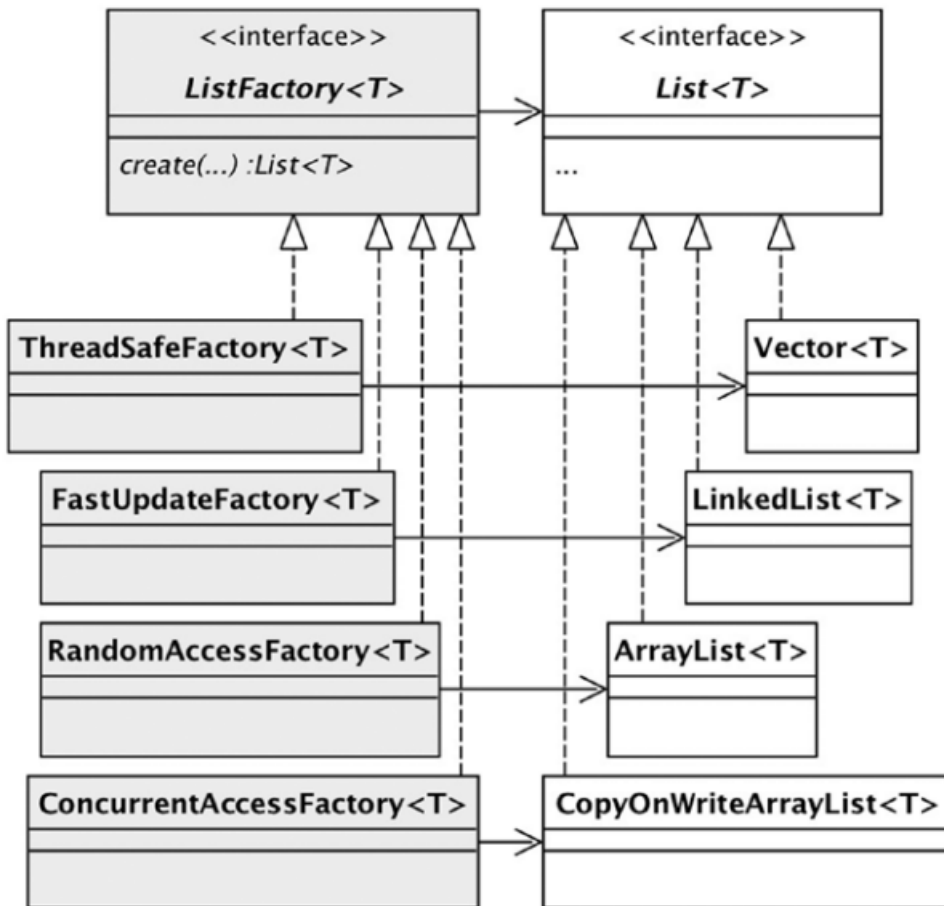 <<interface>>
ListFactory<T>
create(...) :List<T>
<<interface>>
List<T>
...
ThreadSafeFactory<T>
Vector<T>
FastUpdateFactory<T>
LinkedList<T>
RandomAccessFactory<T>
ArrayList<T>
ConcurrentAccessFactory<T>
CopyOnWriteArrayList<T>